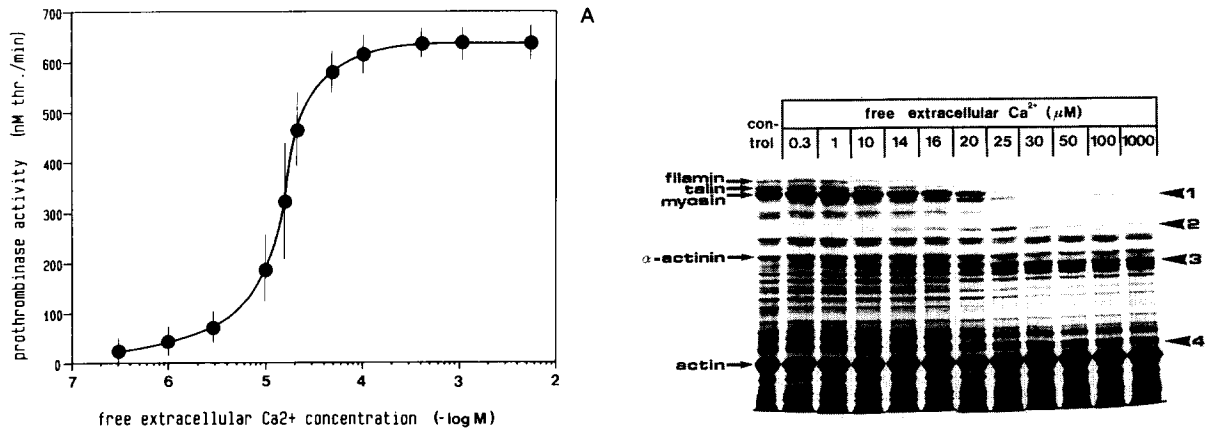 A
700
600
500
400
300
200
100
0
prothrombinase activity (nM thr./min)
7 6 5 4 3 2
free extracellular Ca2+ concentration (-log M)
free extracellular Ca²⁺ (μM)
con-
trol 0.3 1 10 14 16 20 25 30 50 100 1000
filamin
talin
myosin
α-actinin
actin
1
2
3
4